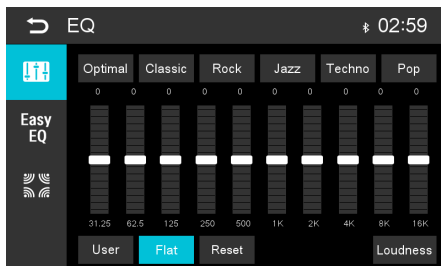 EQ 02:59
Optimal Classic Rock Jazz Techno Pop
0 0 0 0 0 0 0 0 0 0
Easy
EQ
31.25 62.5 125 250 500 1K 2K 4K 8K 16K
User Flat Reset Loudness